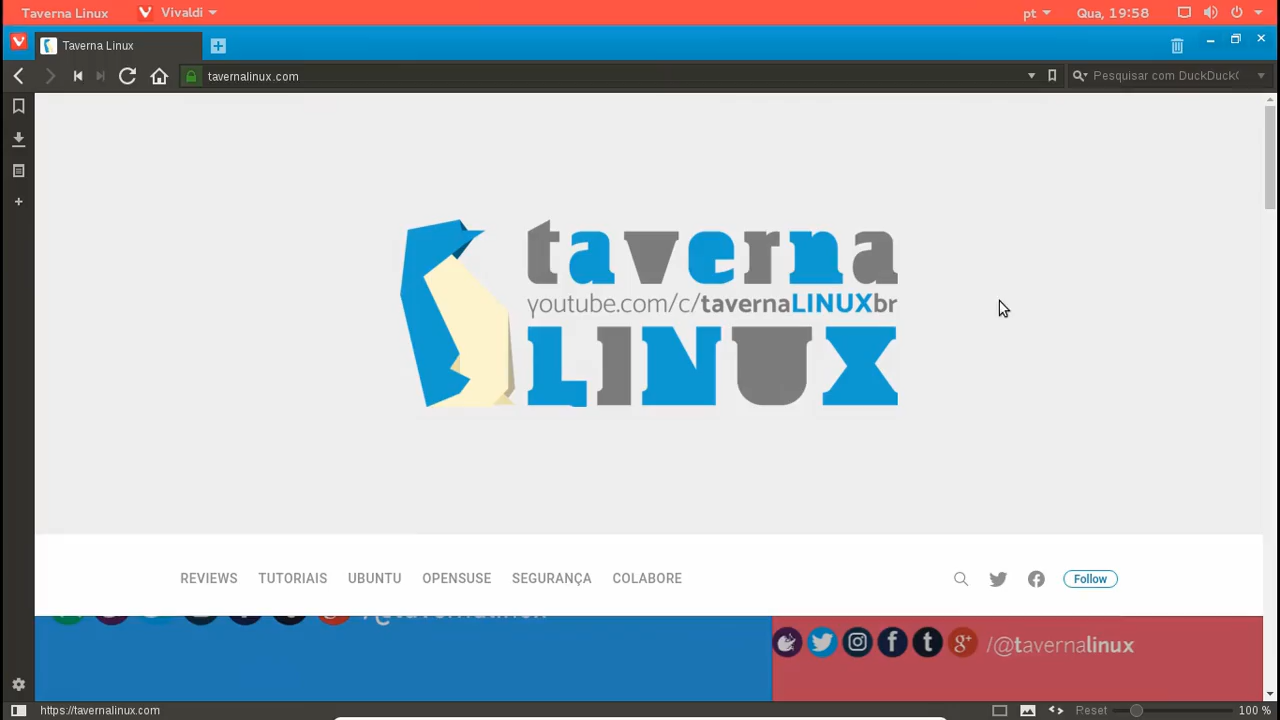 Taverna Linux
Vivaldi
pt
Qua, 19:58
Taverna Linux
tavernalinux.com
Pesquisar com DuckDuck
taverna
youtube.com/c/tavernaLINUXbr
LINUX
REVIEWS
TUTORIAIS
UBUNTU
OPENSUSE
SEGURANÇA
COLABORE
Follow
/@tavernalinux
/@tavernalinux
https://tavernalinux.com
Reset
100 %